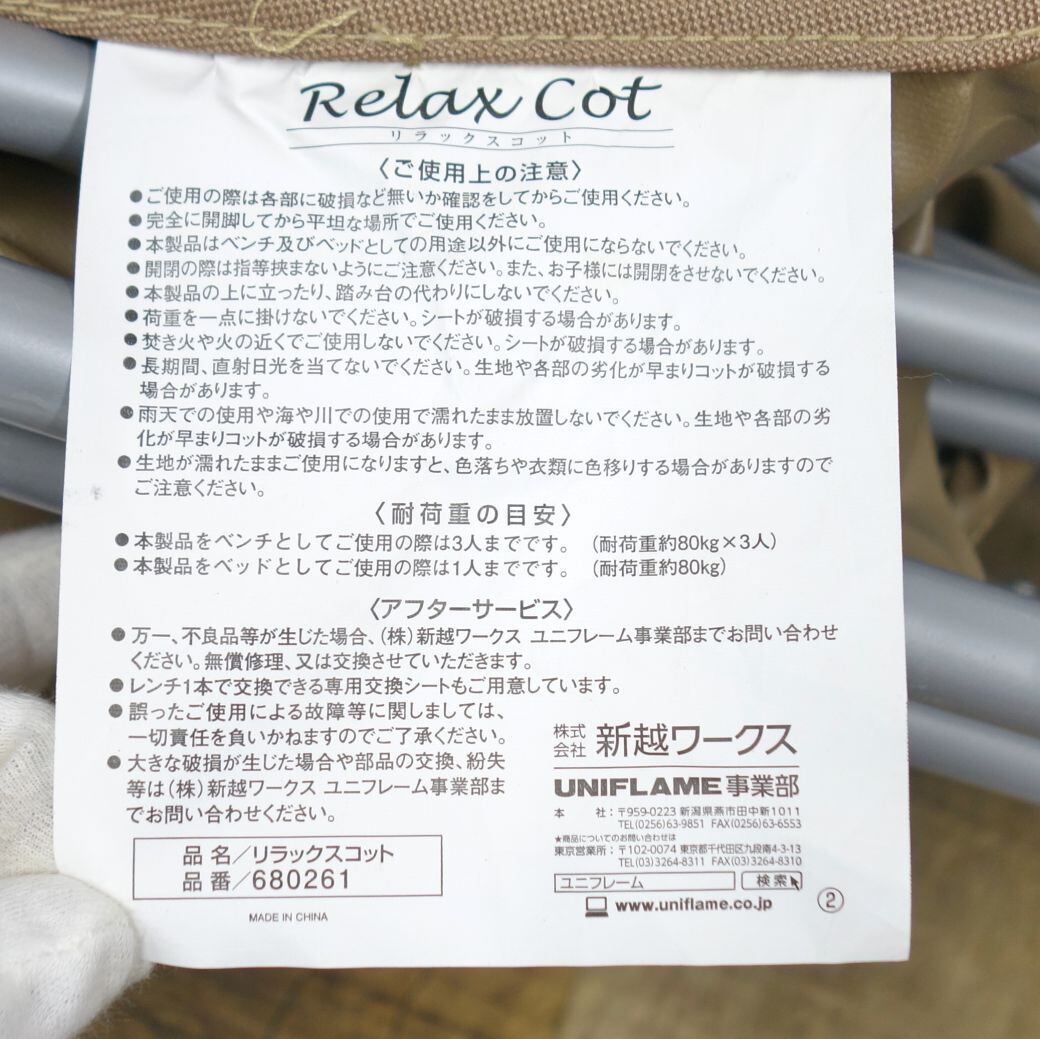 Relax Cot
リラックスコット
〈ご使用上の注意〉
●ご使用の際は各部に破損など無いか確認をしてからご使用ください。
●完全に開脚してから平坦な場所でご使用ください。
●本製品はベンチ及びベッドとしての用途以外にご使用にならないでください。
●開閉の際は指等挟まないようにご注意ください。また、お子様には開閉をさせないでください。
●本製品の上に立ったり、踏み台の代わりにしないでください。
●荷重を一点に掛けないでください。シートが破損する場合があります。
●焚き火や火の近くでご使用しないでください。シートが破損する場合があります。
●長期間、直射日光を当てないでください。生地や各部の劣化が早まりコットが破損する
場合があります。
●雨天での使用や海や川での使用で濡れたまま放置しないでください。生地や各部の劣
化が早まりコットが破損する場合があります。
●生地が濡れたままご使用になりますと、色落ちや衣類に色移りする場合がありますので
ご注意ください。
〈耐荷重の目安〉
●本製品をベンチとしてご使用の際は3人までです。（耐荷重約80kg×3人）
●本製品をベッドとしてご使用の際は1人までです。（耐荷重約80kg）
〈アフターサービス〉
●万一、不良品等が生じた場合、(株)新越ワークス ユニフレーム事業部までお問い合わせ
ください。無償修理、又は交換させていただきます。
●レンチ1本で交換できる専用交換シートもご用意しています。
●誤ったご使用による故障等に関しましては、
一切責任を負いかねますのでご了承ください。
●大きな破損が生じた場合や部品の交換、紛失
等は(株)新越ワークス ユニフレーム事業部ま
でお問い合わせください。
品 名／リラックスコット
品 番／680261
MADE IN CHINA
株式会社 新越ワークス
UNIFLAME 事業部
本　社：〒959-0223 新潟県燕市田中新1011
TEL(0256)63-9851 FAX(0256)63-6553
★商品についてのお問い合わせは
東京営業所：〒102-0074 東京都千代田区九段南4-3-13
TEL(03)3264-8311 FAX(03)3264-8310
ユニフレーム 検索
www.uniflame.co.jp
②